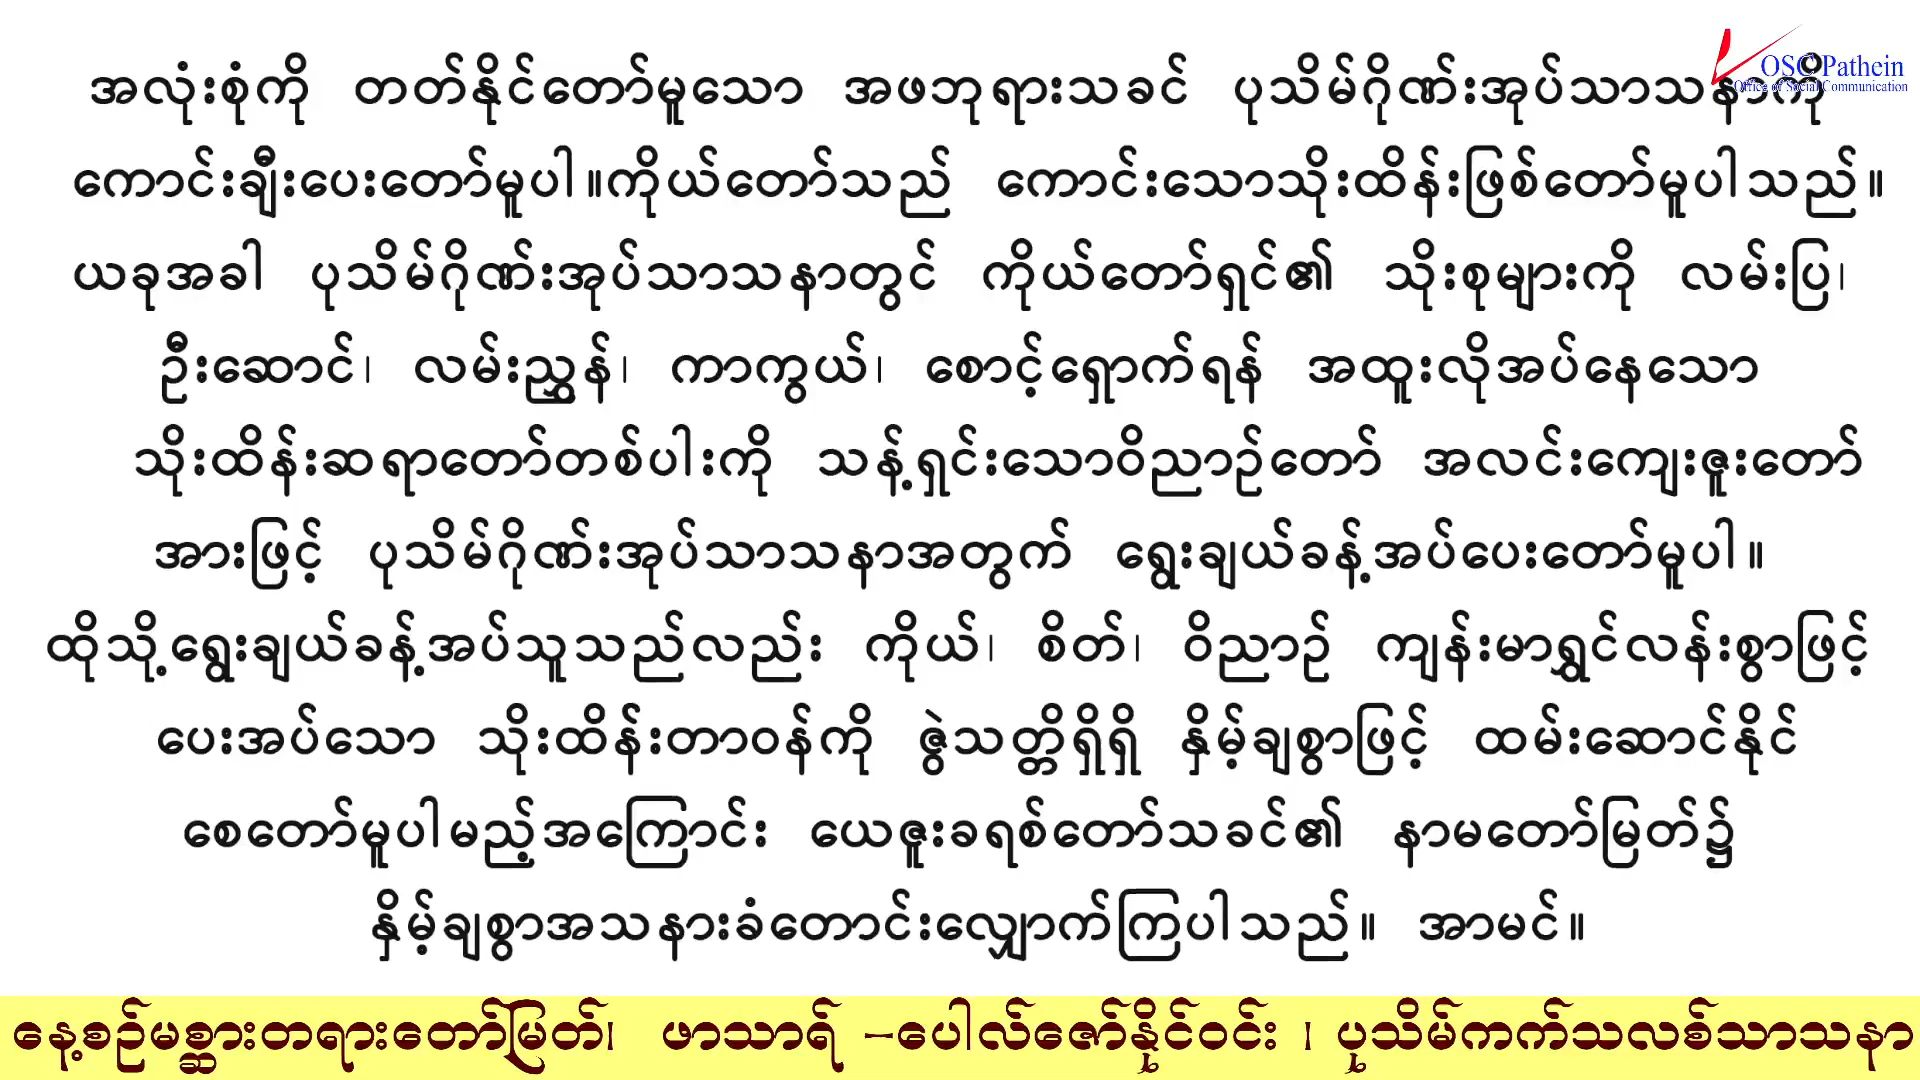 OSC Pathein
Office of Social Communication
အလုံးစုံကို တတ်နိုင်တော်မူသော အဖဘုရားသခင် ပုသိမ်ဂိုဏ်းအုပ်သာသနာကို
ကောင်းချီးပေးတော်မူပါ။ကိုယ်တော်သည် ကောင်းသောသိုးထိန်းဖြစ်တော်မူပါသည်။
ယခုအခါ ပုသိမ်ဂိုဏ်းအုပ်သာသနာတွင် ကိုယ်တော်ရှင်၏ သိုးစုများကို လမ်းပြ၊
ဦးဆောင်၊ လမ်းညွှန်၊ ကာကွယ်၊ စောင့်ရှောက်ရန် အထူးလိုအပ်နေသော
သိုးထိန်းဆရာတော်တစ်ပါးကို သန့်ရှင်းသောဝိညာဉ်တော် အလင်းကျေးဇူးတော်
အားဖြင့် ပုသိမ်ဂိုဏ်းအုပ်သာသနာအတွက် ရွေးချယ်ခန့်အပ်ပေးတော်မူပါ။
ထိုသို့ရွေးချယ်ခန့်အပ်သူသည်လည်း ကိုယ်၊ စိတ်၊ ဝိညာဉ် ကျန်းမာရွှင်လန်းစွာဖြင့်
ပေးအပ်သော သိုးထိန်းတာဝန်ကို ဇွဲသတ္တိရှိရှိ နှိမ့်ချစွာဖြင့် ထမ်းဆောင်နိုင်
စေတော်မူပါမည့်အကြောင်း ယေဇူးခရစ်တော်သခင်၏ နာမတော်မြတ်၌
နှိမ့်ချစွာအသနားခံတောင်းလျှောက်ကြပါသည်။ အာမင်။
နေ့စဉ်မစ္ဆားတရားတော်မြတ်၊ ဖာသာရ် –ပေါလ်ဇော်နိုင်ဝင်း ၊ ပုသိမ်ကက်သလစ်သာသနာ